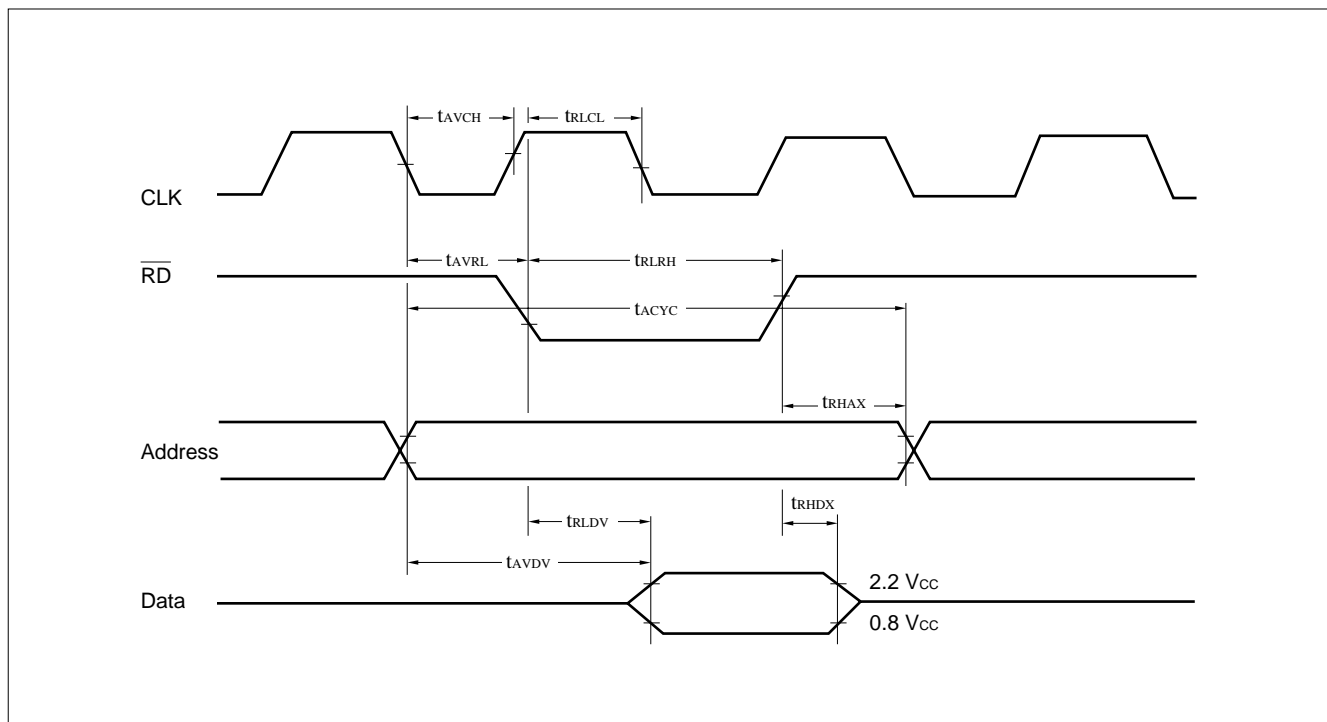 tAVCH
tRLCL
CLK
tAVRL
tRLRH
RD
tACYC
tRHAX
Address
tRHDX
tRLDV
tAVDV
2.2 Vcc
Data
0.8 Vcc